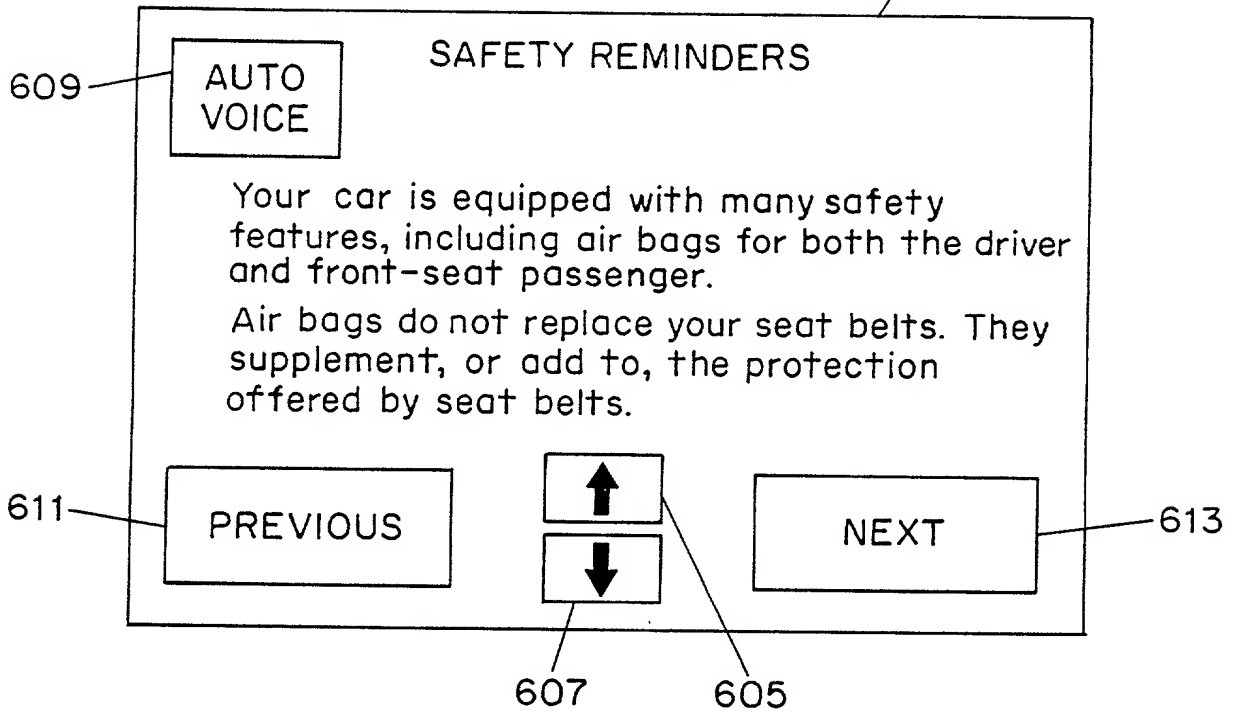 SAFETY REMINDERS
609
AUTO
VOICE
Your car is equipped with many safety
features, including air bags for both the driver
and front-seat passenger.
Air bags do not replace your seat belts. They
supplement, or add to, the protection
offered by seat belts.
611
PREVIOUS
NEXT
613
607
605